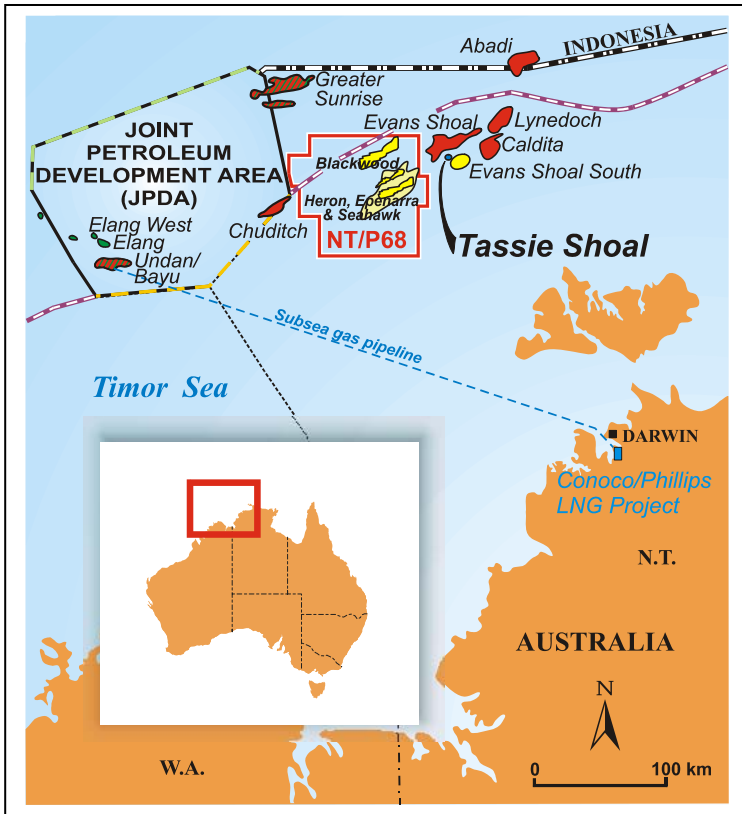 Abadi
INDONESIA
Greater
Sunrise
Evans Shoal
Lynedoch
Caldita
Evans Shoal South
JOINT
PETROLEUM
DEVELOPMENT AREA
(JPDA)
Blackwood
Heron, Epenarra
& Seahawk
NT/P68
Chuditch
Elang West
Elang
Undan/
Bayu
Tassie Shoal
Subsea gas pipeline
Timor Sea
DARWIN
Conoco/Phillips
LNG Project
N.T.
AUSTRALIA
N
W.A.
0 100 km